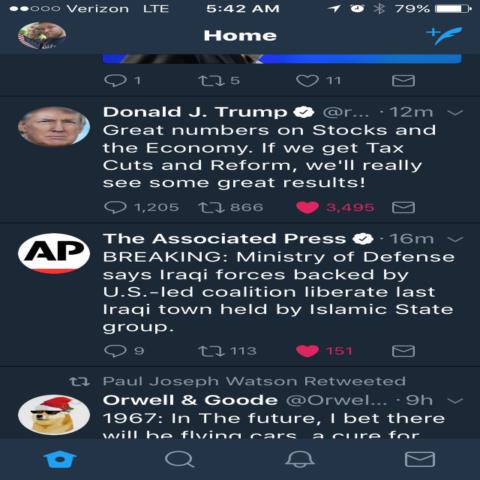 Verizon LTE 5:42 AM 79%
Home
1 5 11
Donald J. Trump @r... · 12m
Great numbers on Stocks and
the Economy. If we get Tax
Cuts and Reform, we'll really
see some great results!
1,205 866 3,495
AP The Associated Press · 16m
BREAKING: Ministry of Defense
says Iraqi forces backed by
U.S.-led coalition liberate last
Iraqi town held by Islamic State
group.
9 113 151
Paul Joseph Watson Retweeted
Orwell & Goode @Orwel... · 9h
1967: In The future, I bet there
will be flying cars, a cure for